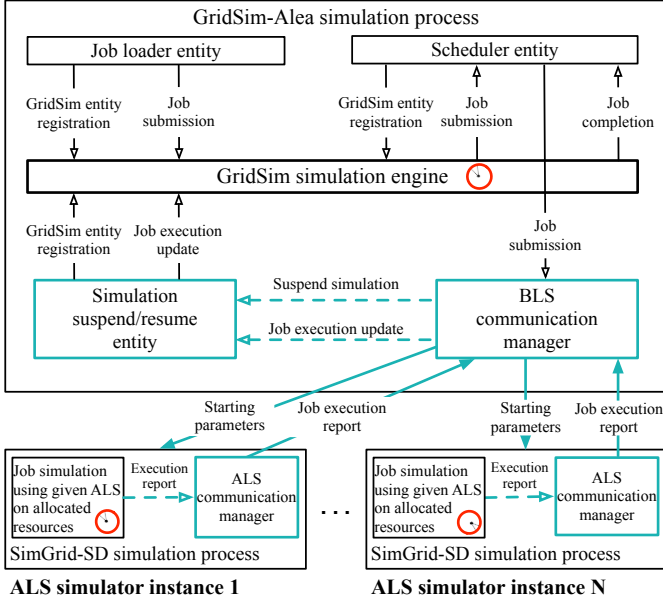 GridSim-Alea simulation process
Job loader entity
Scheduler entity
GridSim entity
registration
Job
submission
GridSim entity
registration
Job
submission
Job
completion
GridSim simulation engine
GridSim entity
registration
Job execution
update
Job
submission
Simulation
suspend/resume
entity
Suspend simulation
Job execution update
BLS
communication
manager
Starting
parameters
Job execution
report
Starting
parameters
Job execution
report
Job simulation
using given ALS
on allocated
resources
Execution
report
ALS
communication
manager
SimGrid-SD simulation process
. . .
Job simulation
using given ALS
on allocated
resources
Execution
report
ALS
communication
manager
SimGrid-SD simulation process
ALS simulator instance 1
ALS simulator instance N